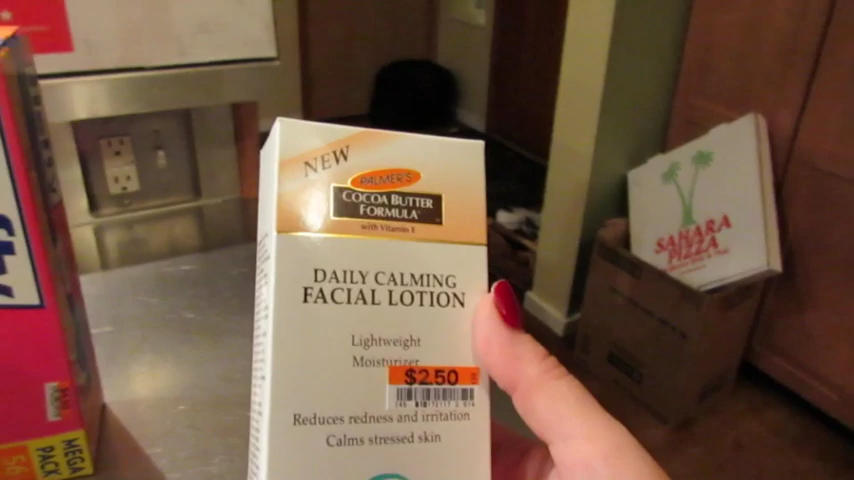 NEW
PALMER'S
COCOA BUTTER
FORMULA
with Vitamin E
DAILY CALMING
FACIAL LOTION
Lightweight
Moisturizer
$2.50
Reduces redness and irritation
Calms stressed skin
SAHARA
PIZZA
MEGA
PACK
56